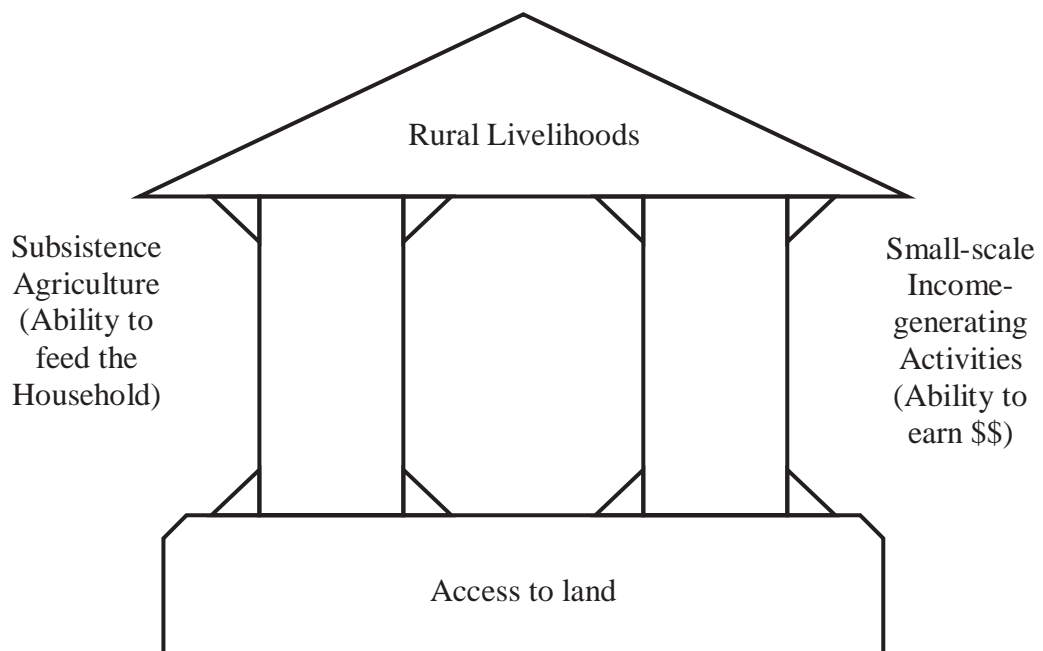 Rural Livelihoods
Subsistence
Agriculture
(Ability to
feed the
Household)
Small-scale
Income-
generating
Activities
(Ability to
earn $$)
Access to land